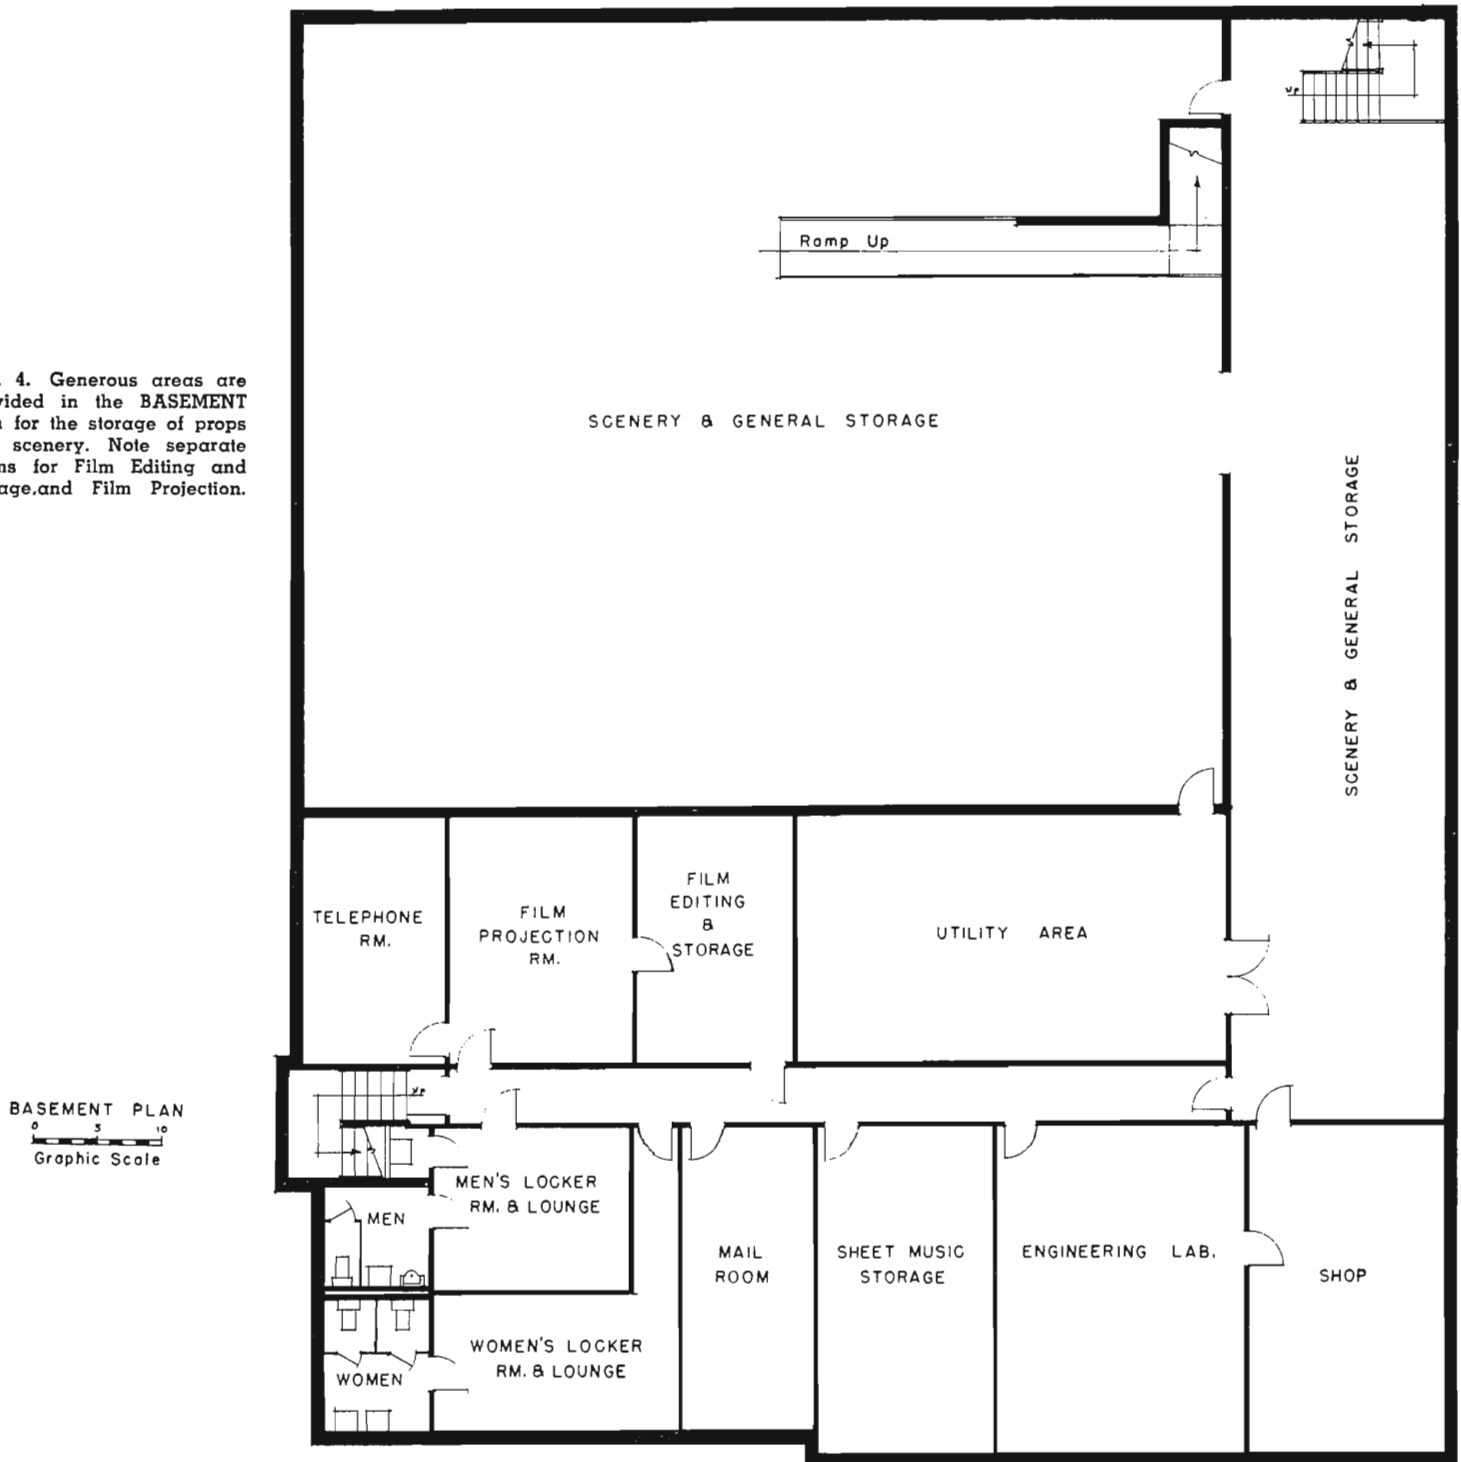 . 4. Generous areas are
vided in the BASEMENT
for the storage of props
scenery. Note separate
ns for Film Editing and
age,and Film Projection.
BASEMENT PLAN
0 5 10
Graphic Scale
Up
Ramp Up
SCENERY & GENERAL STORAGE
SCENERY & GENERAL STORAGE
TELEPHONE
RM.
FILM
PROJECTION
RM.
FILM
EDITING
&
STORAGE
UTILITY AREA
Up
MEN'S LOCKER
RM. & LOUNGE
MEN
WOMEN'S LOCKER
RM. & LOUNGE
WOMEN
MAIL
ROOM
SHEET MUSIC
STORAGE
ENGINEERING LAB.
SHOP